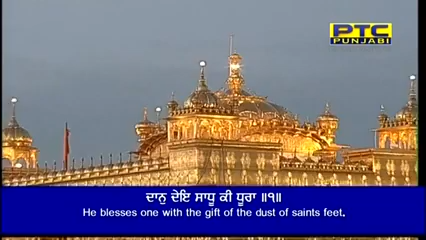 PTC
PUNJABI
ਦਾਨੁ ਦੇਇ ਸਾਧੂ ਕੀ ਧੂਰਾ ॥੧॥
He blesses one with the gift of the dust of saints feet.